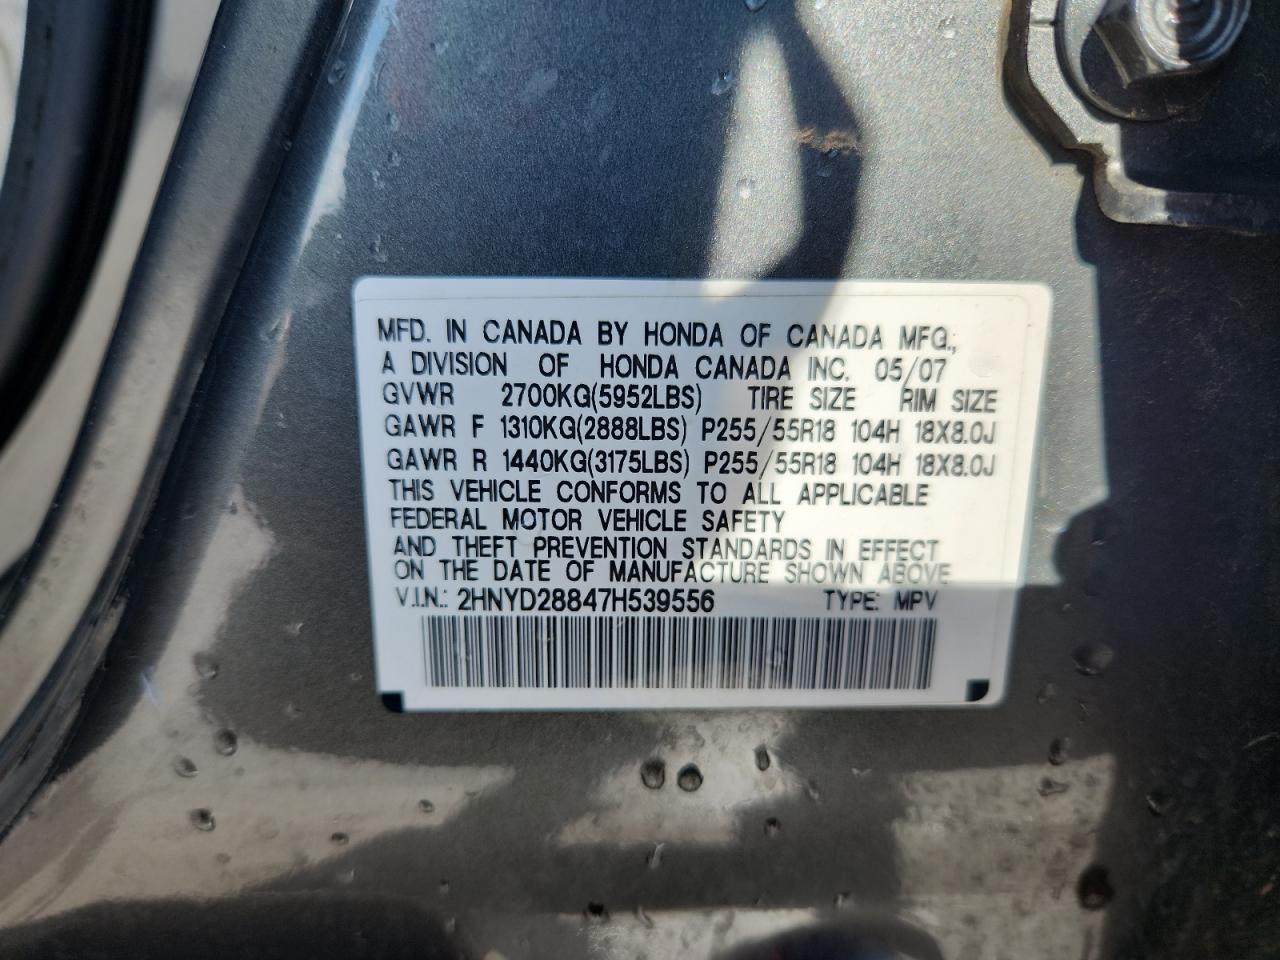 MFD. IN CANADA BY HONDA OF CANADA MFG.,
A DIVISION OF HONDA CANADA INC. 05/07
GVWR 2700KG(5952LBS) TIRE SIZE RIM SIZE
GAWR F 1310KG(2888LBS) P255/55R18 104H 18X8.0J
GAWR R 1440KG(3175LBS) P255/55R18 104H 18X8.0J
THIS VEHICLE CONFORMS TO ALL APPLICABLE
FEDERAL MOTOR VEHICLE SAFETY
AND THEFT PREVENTION STANDARDS IN EFFECT
ON THE DATE OF MANUFACTURE SHOWN ABOVE
V.I.N.: 2HNYD28847H539556 TYPE: MPV